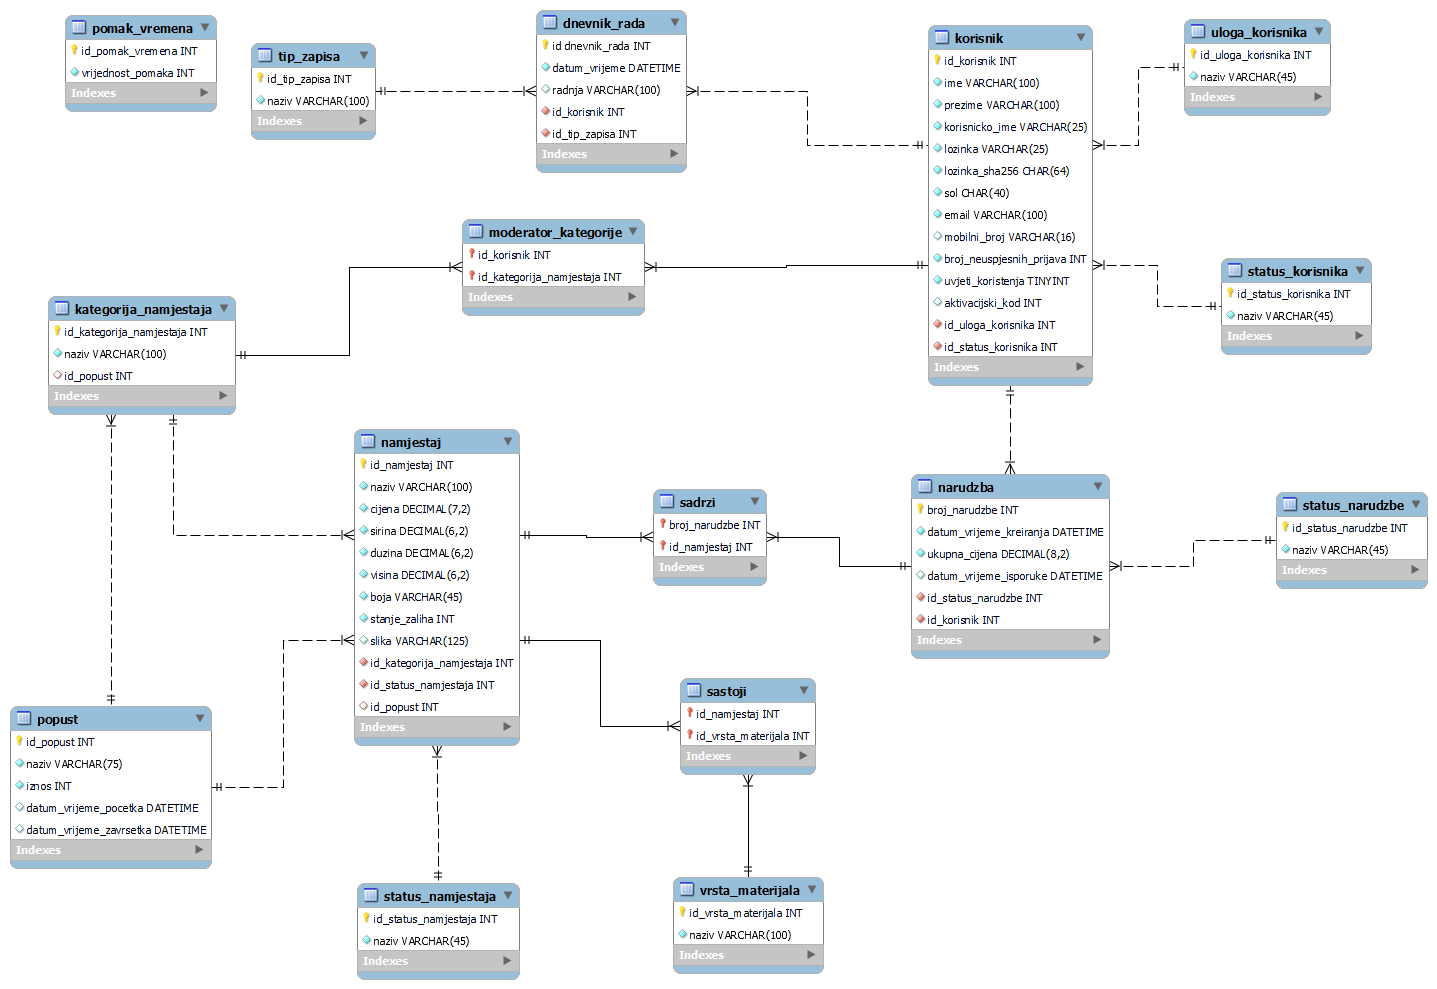 pomak_vremena
id_pomak_vremena INT
vrijednost_pomaka INT
Indexes
tip_zapisa
id_tip_zapisa INT
naziv VARCHAR(100)
Indexes
dnevnik_rada
id dnevnik_rada INT
datum_vrijeme DATETIME
radnja VARCHAR(100)
id_korisnik INT
id_tip_zapisa INT
Indexes
korisnik
id_korisnik INT
ime VARCHAR(100)
prezime VARCHAR(100)
korisnicko_ime VARCHAR(25)
lozinka VARCHAR(25)
lozinka_sha256 CHAR(64)
sol CHAR(40)
email VARCHAR(100)
mobilni_broj VARCHAR(16)
broj_neuspjesnih_prijava INT
uvjeti_koristenja TINYINT
aktivacijski_kod INT
id_uloga_korisnika INT
id_status_korisnika INT
Indexes
uloga_korisnika
id_uloga_korisnika INT
naziv VARCHAR(45)
Indexes
moderator_kategorije
id_korisnik INT
id_kategorija_namjestaja INT
Indexes
status_korisnika
id_status_korisnika INT
naziv VARCHAR(45)
Indexes
kategorija_namjestaja
id_kategorija_namjestaja INT
naziv VARCHAR(100)
id_popust INT
Indexes
namjestaj
id_namjestaj INT
naziv VARCHAR(100)
cijena DECIMAL(7,2)
sirina DECIMAL(6,2)
duzina DECIMAL(6,2)
visina DECIMAL(6,2)
boja VARCHAR(45)
stanje_zaliha INT
slika VARCHAR(125)
id_kategorija_namjestaja INT
id_status_namjestaja INT
id_popust INT
Indexes
sadrzi
broj_narudzbe INT
id_namjestaj INT
Indexes
narudzba
broj_narudzbe INT
datum_vrijeme_kreiranja DATETIME
ukupna_cijena DECIMAL(8,2)
datum_vrijeme_isporuke DATETIME
id_status_narudzbe INT
id_korisnik INT
Indexes
status_narudzbe
id_status_narudzbe INT
naziv VARCHAR(45)
Indexes
popust
id_popust INT
naziv VARCHAR(75)
iznos INT
datum_vrijeme_pocetka DATETIME
datum_vrijeme_zavrsetka DATETIME
Indexes
sastoji
id_namjestaj INT
id_vrsta_materijala INT
Indexes
status_namjestaja
id_status_namjestaja INT
naziv VARCHAR(45)
Indexes
vrsta_materijala
id_vrsta_materijala INT
naziv VARCHAR(100)
Indexes